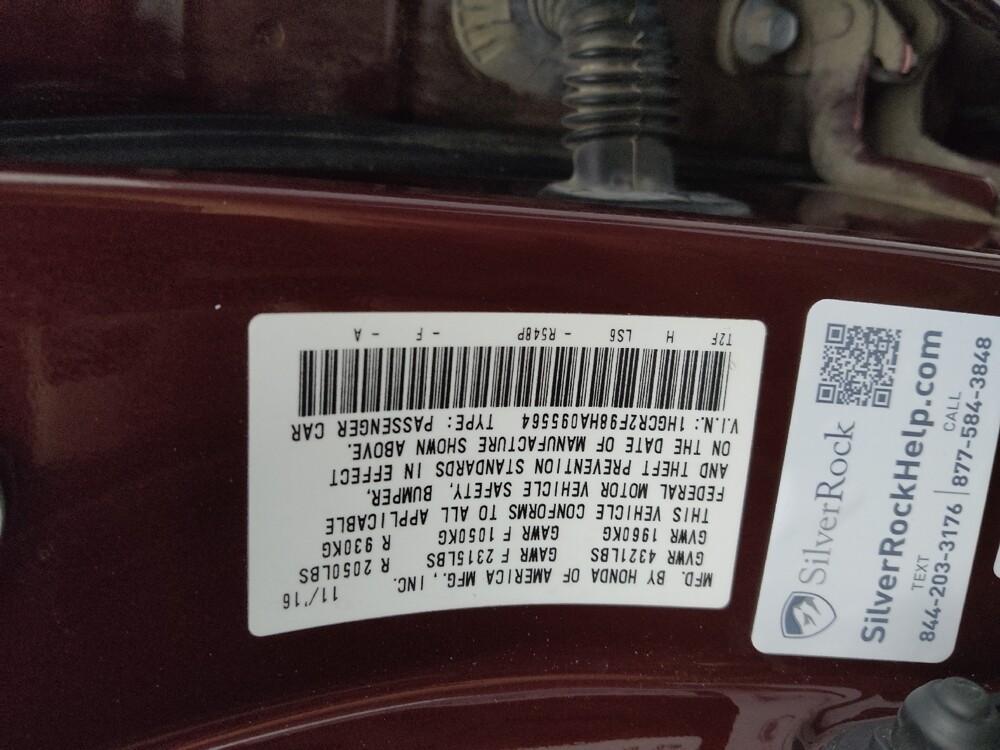 MFD. BY HONDA OF AMERICA MFG., INC. 11/'16
GVWR 4321LBS GAWR F 2315LBS R 2050LBS
GVWR 1960KG GAWR F 1050KG R 930KG
THIS VEHICLE CONFORMS TO ALL APPLICABLE
FEDERAL MOTOR VEHICLE SAFETY, BUMPER,
AND THEFT PREVENTION STANDARDS IN EFFECT
ON THE DATE OF MANUFACTURE SHOWN ABOVE.
V.I.N.: 1HGCR2F98HA095564 TYPE: PASSENGER CAR
T2F H LS6 - R548P - F - A
SilverRock
SilverRockHelp.com
TEXT CALL
844-203-3176 | 877-584-3848